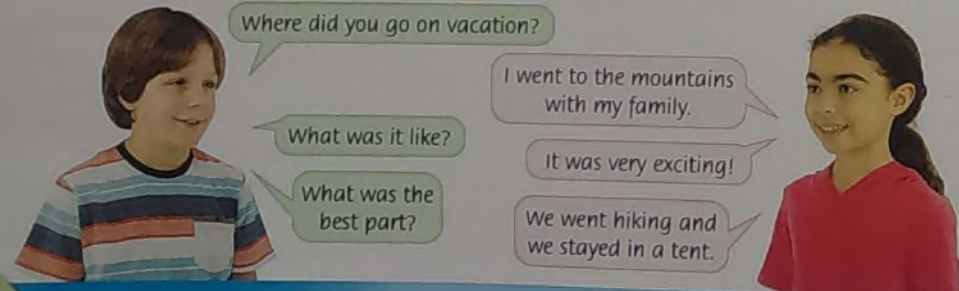 Where did you go on vacation?
I went to the mountains
with my family.
What was it like?
It was very exciting!
What was the
best part?
We went hiking and
we stayed in a tent.